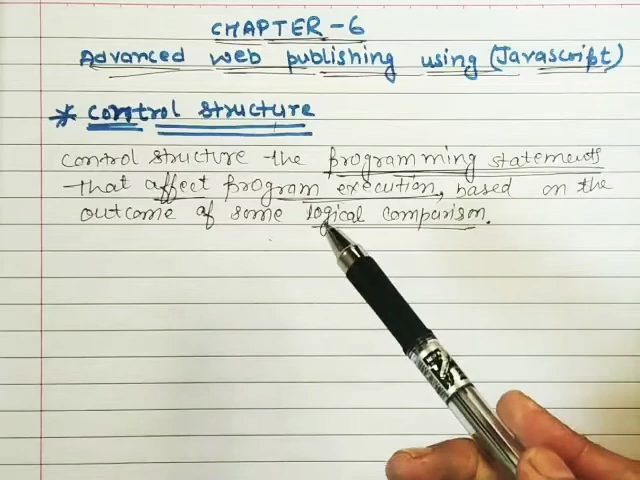 CHAPTER - 6
Advanced web publishing using (Javascript)
* Control structure
control structure the programming statements
that affect program execution, based on the
outcome of some logical comparison.